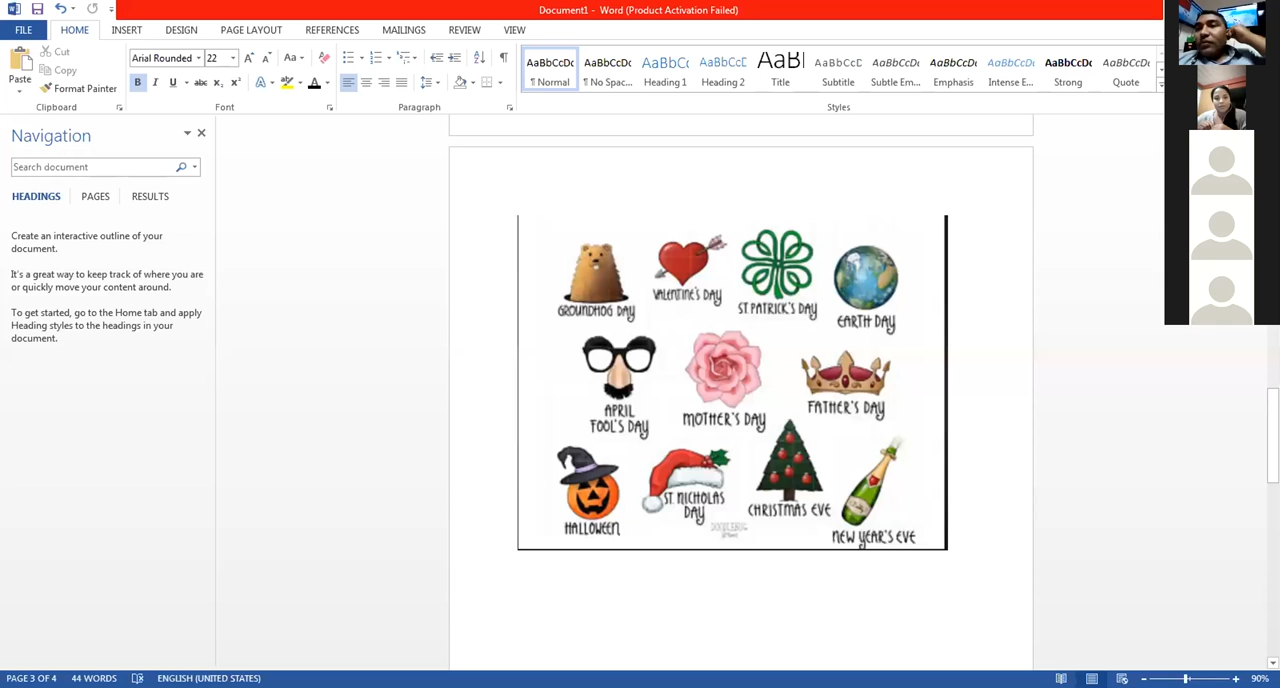 Document1 - Word (Product Activation Failed)
FILE HOME INSERT DESIGN PAGE LAYOUT REFERENCES MAILINGS REVIEW VIEW
Paste
Cut
Copy
Format Painter
Clipboard
Arial Rounded 22
Font
Paragraph
AaBbCcDc AaBbCcDc AaBbCc AaBbCcD AaBl AaBbCcD AaBbCcDc AaBbCcDc AaBbCcDc AaBbCcDc AaBbCcDc
¶ Normal ¶ No Spac... Heading 1 Heading 2 Title Subtitle Subtle Em... Emphasis Intense E... Strong Quote
Styles
Navigation
Search document
HEADINGS PAGES RESULTS
Create an interactive outline of your
document.
It's a great way to keep track of where you are
or quickly move your content around.
To get started, go to the Home tab and apply
Heading styles to the headings in your
document.
GROUNDHOG DAY
VALENTINE'S DAY
ST PATRICK'S DAY
EARTH DAY
APRIL
FOOL'S DAY
MOTHER'S DAY
FATHER'S DAY
HALLOWEEN
ST NICHOLAS
DAY
CHRISTMAS EVE
NEW YEAR'S EVE
PAGE 3 OF 4 44 WORDS ENGLISH (UNITED STATES) 90%